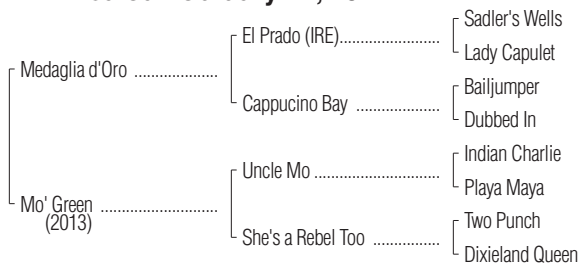 Sadler's Wells
El Prado (IRE)....................
Lady Capulet
Medaglia d'Oro .................
Bailjumper
Cappucino Bay .................
Dubbed In
Indian Charlie
Uncle Mo .........................
Playa Maya
Mo' Green ........................
(2013)
Two Punch
She's a Rebel Too ..............
Dixieland Queen